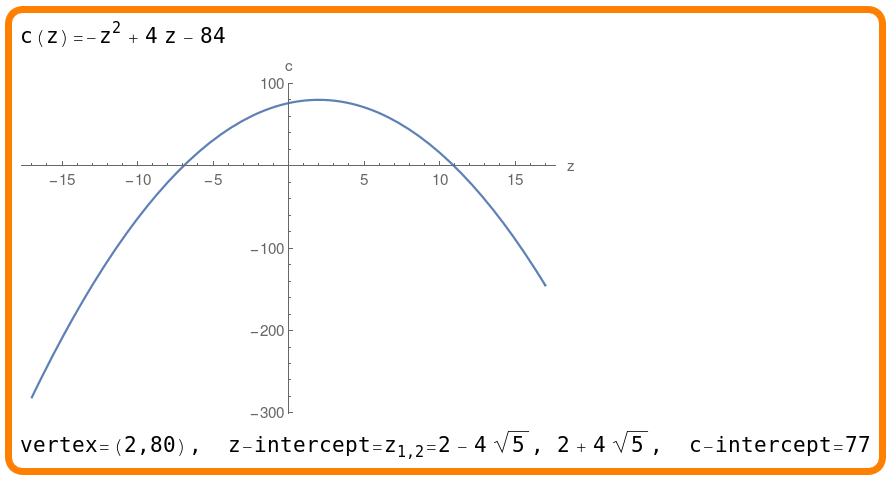 c(z)=-z² + 4 z - 84
c
100
z
-15 -10 -5 5 10 15
-100
-200
-300
vertex=(2,80), z-intercept=z₁,₂=2 - 4 √5, 2 + 4 √5, c-intercept=77